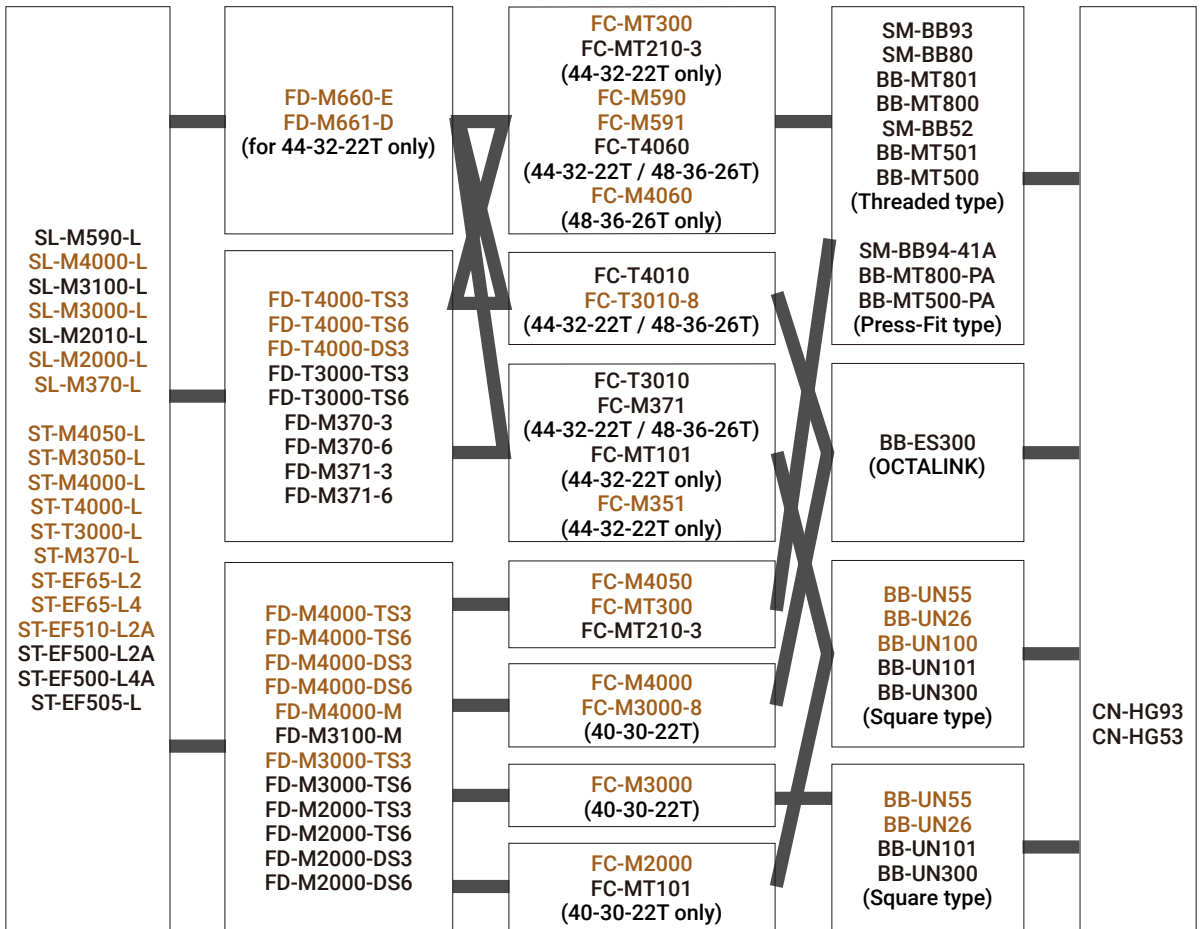 SL-M590-L
SL-M4000-L
SL-M3100-L
SL-M3000-L
SL-M2010-L
SL-M2000-L
SL-M370-L
ST-M4050-L
ST-M3050-L
ST-M4000-L
ST-T4000-L
ST-T3000-L
ST-M370-L
ST-EF65-L2
ST-EF65-L4
ST-EF510-L2A
ST-EF500-L2A
ST-EF500-L4A
ST-EF505-L
FD-M660-E
FD-M661-D
(for 44-32-22T only)
FD-T4000-TS3
FD-T4000-TS6
FD-T4000-DS3
FD-T3000-TS3
FD-T3000-TS6
FD-M370-3
FD-M370-6
FD-M371-3
FD-M371-6
FD-M4000-TS3
FD-M4000-TS6
FD-M4000-DS3
FD-M4000-DS6
FD-M4000-M
FD-M3100-M
FD-M3000-TS3
FD-M3000-TS6
FD-M2000-TS3
FD-M2000-TS6
FD-M2000-DS3
FD-M2000-DS6
FC-MT300
FC-MT210-3
(44-32-22T only)
FC-M590
FC-M591
FC-T4060
(44-32-22T / 48-36-26T)
FC-M4060
(48-36-26T only)
FC-T4010
FC-T3010-8
(44-32-22T / 48-36-26T)
FC-T3010
FC-M371
(44-32-22T / 48-36-26T)
FC-MT101
(44-32-22T only)
FC-M351
(44-32-22T only)
FC-M4050
FC-MT300
FC-MT210-3
FC-M4000
FC-M3000-8
(40-30-22T)
FC-M3000
(40-30-22T)
FC-M2000
FC-MT101
(40-30-22T only)
SM-BB93
SM-BB80
BB-MT801
BB-MT800
SM-BB52
BB-MT501
BB-MT500
(Threaded type)
SM-BB94-41A
BB-MT800-PA
BB-MT500-PA
(Press-Fit type)
BB-ES300
(OCTALINK)
BB-UN55
BB-UN26
BB-UN100
BB-UN101
BB-UN300
(Square type)
BB-UN55
BB-UN26
BB-UN101
BB-UN300
(Square type)
CN-HG93
CN-HG53